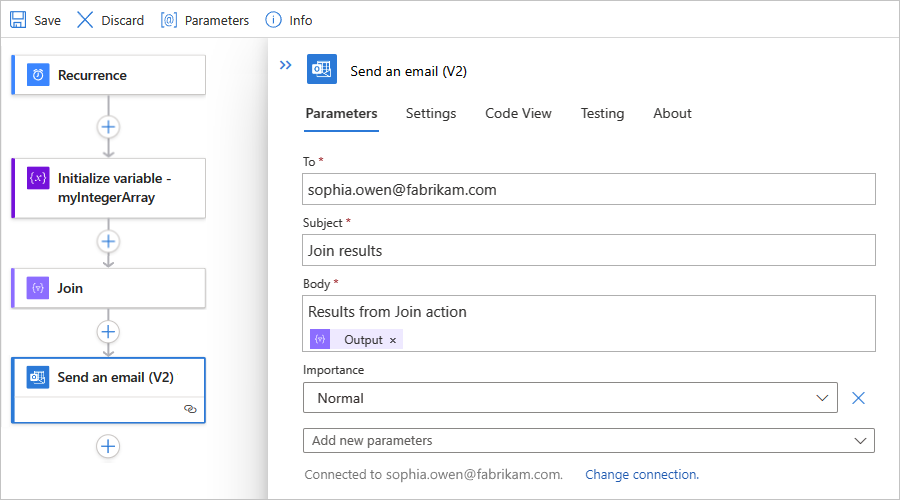 Save Discard [@] Parameters Info
Recurrence
Initialize variable -
myIntegerArray
Join
Send an email (V2)
Send an email (V2)
Parameters Settings Code View Testing About
To *
sophia.owen@fabrikam.com
Subject *
Join results
Body *
Results from Join action
Output ×
Importance
Normal
Add new parameters
Connected to sophia.owen@fabrikam.com. Change connection.